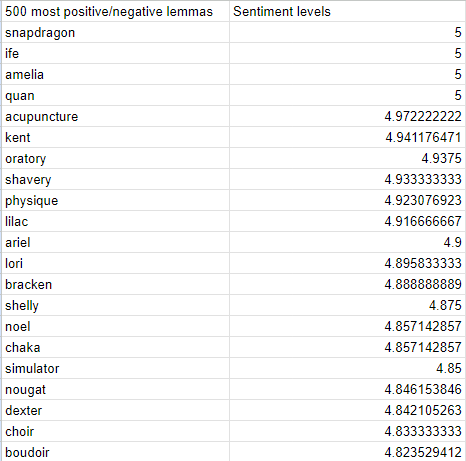 500 most positive/negative lemmas Sentiment levels
snapdragon 5
ife 5
amelia 5
quan 5
acupuncture 4.972222222
kent 4.941176471
oratory 4.9375
shavery 4.933333333
physique 4.923076923
lilac 4.916666667
ariel 4.9
lori 4.895833333
bracken 4.888888889
shelly 4.875
noel 4.857142857
chaka 4.857142857
simulator 4.85
nougat 4.846153846
dexter 4.842105263
choir 4.833333333
boudoir 4.823529412